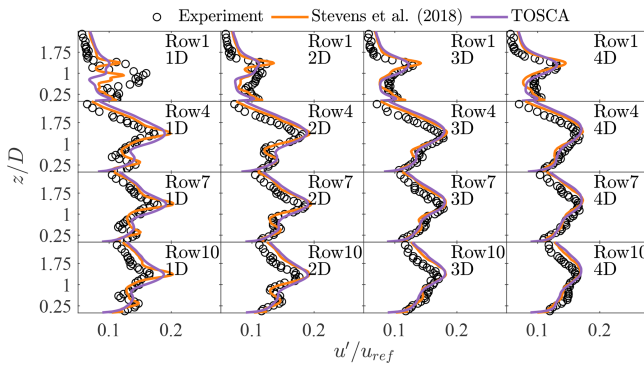 Experiment Stevens et al. (2018) TOSCA
1.75 Row1 Row1 Row1 Row1
1D 2D 3D 4D
1
0.25
Row4 Row4 Row4 Row4
1.75 1D 2D 3D 4D
1
0.25
Row7 Row7 Row7 Row7
1.75 1D 2D 3D 4D
1
0.25
Row10 Row10 Row10 Row10
1.75 1D 2D 3D 4D
1
0.25
z/D
0.1 0.2 0.1 0.2 0.1 0.2 0.1 0.2
u'/u_ref